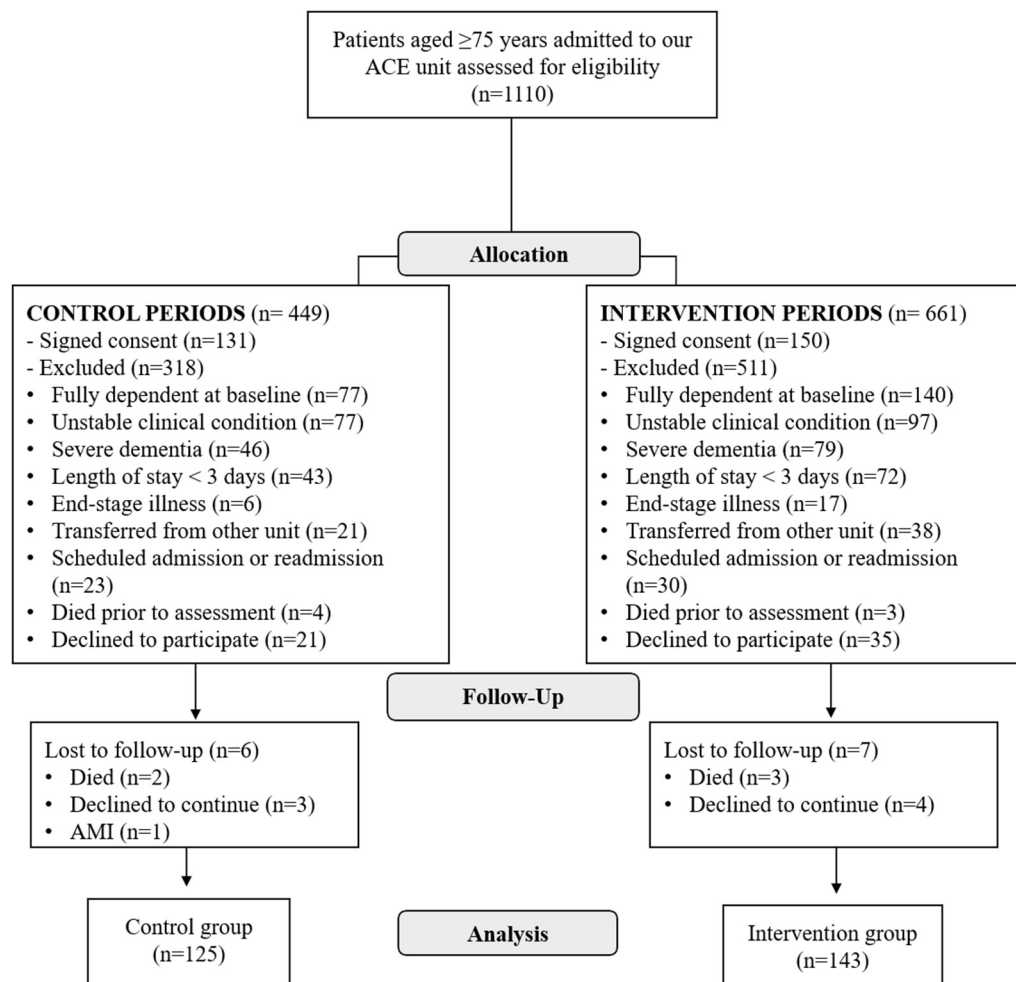 Patients aged ≥75 years admitted to our
ACE unit assessed for eligibility
(n=1110)
Allocation
CONTROL PERIODS (n= 449)
- Signed consent (n=131)
- Excluded (n=318)
• Fully dependent at baseline (n=77)
• Unstable clinical condition (n=77)
• Severe dementia (n=46)
• Length of stay < 3 days (n=43)
• End-stage illness (n=6)
• Transferred from other unit (n=21)
• Scheduled admission or readmission
(n=23)
• Died prior to assessment (n=4)
• Declined to participate (n=21)
INTERVENTION PERIODS (n= 661)
- Signed consent (n=150)
- Excluded (n=511)
• Fully dependent at baseline (n=140)
• Unstable clinical condition (n=97)
• Severe dementia (n=79)
• Length of stay < 3 days (n=72)
• End-stage illness (n=17)
• Transferred from other unit (n=38)
• Scheduled admission or readmission
(n=30)
• Died prior to assessment (n=3)
• Declined to participate (n=35)
Follow-Up
Lost to follow-up (n=6)
• Died (n=2)
• Declined to continue (n=3)
• AMI (n=1)
Lost to follow-up (n=7)
• Died (n=3)
• Declined to continue (n=4)
Control group
(n=125)
Analysis
Intervention group
(n=143)